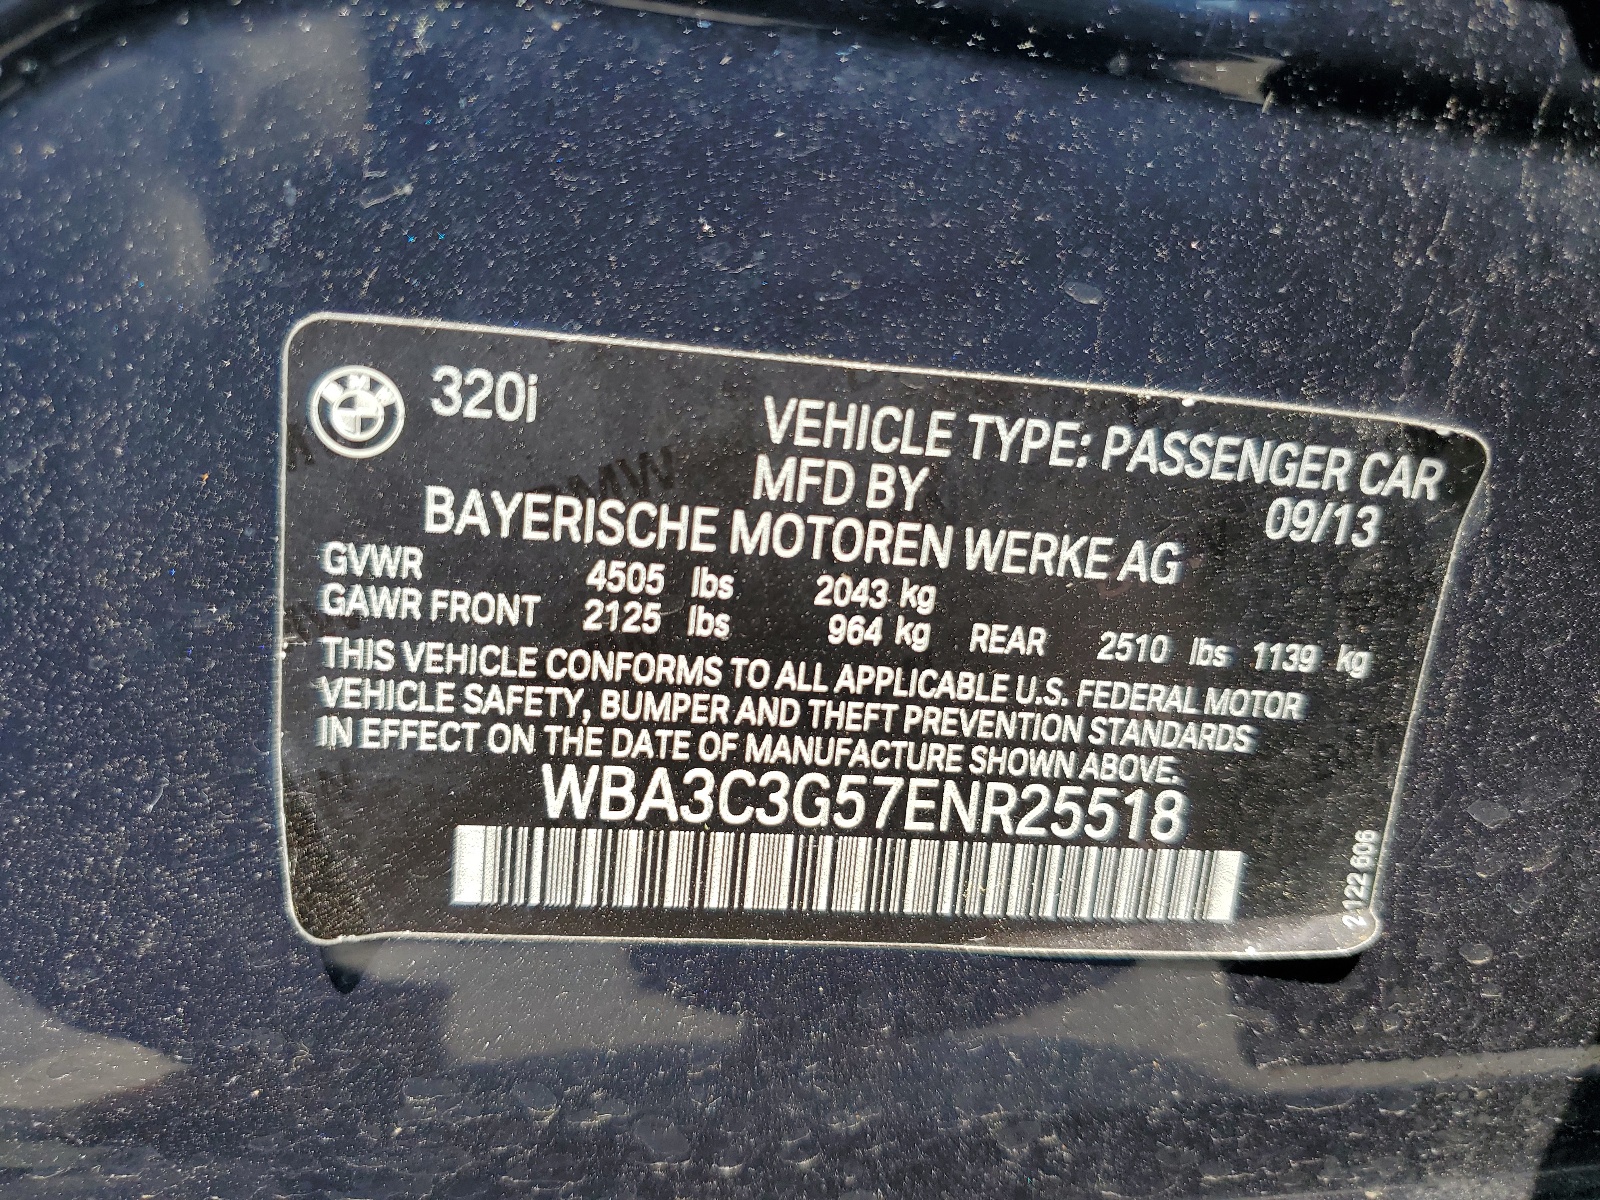 320i
VEHICLE TYPE: PASSENGER CAR
MFD BY
09/13
BAYERISCHE MOTOREN WERKE AG
GVWR 4505 lbs 2043 kg
GAWR FRONT 2125 lbs 964 kg REAR 2510 lbs 1139 kg
THIS VEHICLE CONFORMS TO ALL APPLICABLE U.S. FEDERAL MOTOR
VEHICLE SAFETY, BUMPER AND THEFT PREVENTION STANDARDS
IN EFFECT ON THE DATE OF MANUFACTURE SHOWN ABOVE.
WBA3C3G57ENR25518
606
BMW